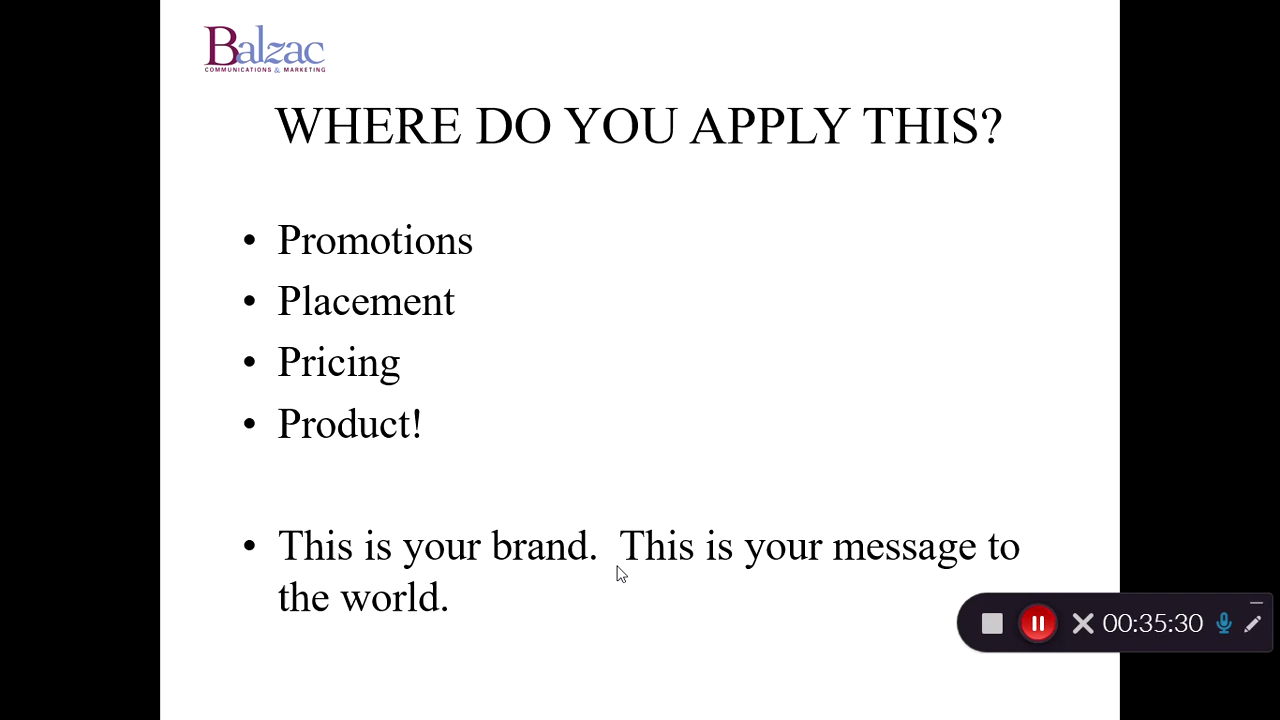 Balzac
COMMUNICATIONS & MARKETING
WHERE DO YOU APPLY THIS?
• Promotions
• Placement
• Pricing
• Product!
• This is your brand.  This is your message to
the world.
00:35:30